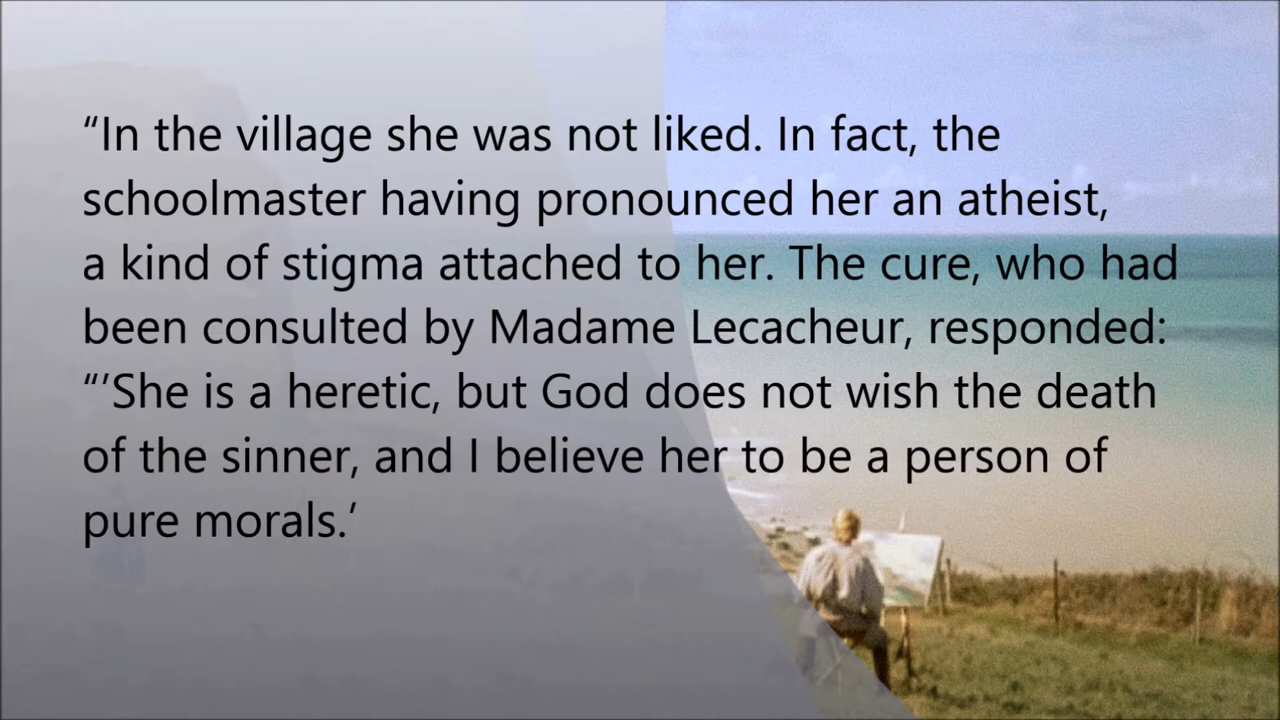 “In the village she was not liked. In fact, the
schoolmaster having pronounced her an atheist,
a kind of stigma attached to her. The cure, who had
been consulted by Madame Lecacheur, responded:
“’She is a heretic, but God does not wish the death
of the sinner, and I believe her to be a person of
pure morals.’